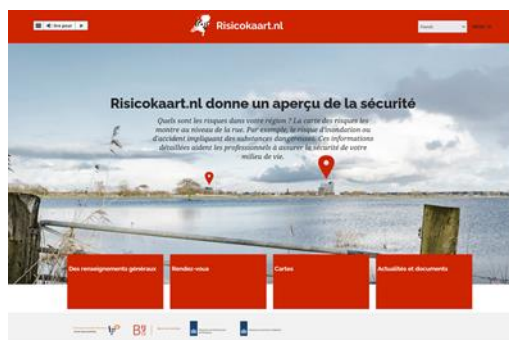 Risicokaart.nl
Risicokaart.nl donne un aperçu de la sécurité
Quels sont les risques dans votre région ? La carte des risques les
montre au niveau de la rue. Par exemple, le risque d'inondation ou
d'accident impliquant des substances dangereuses. Ces informations
détaillées aident les professionnels à assurer la sécurité de votre
milieu de vie.
Des renseignements généraux
Rendez-vous
Cartes
Actualités et documents